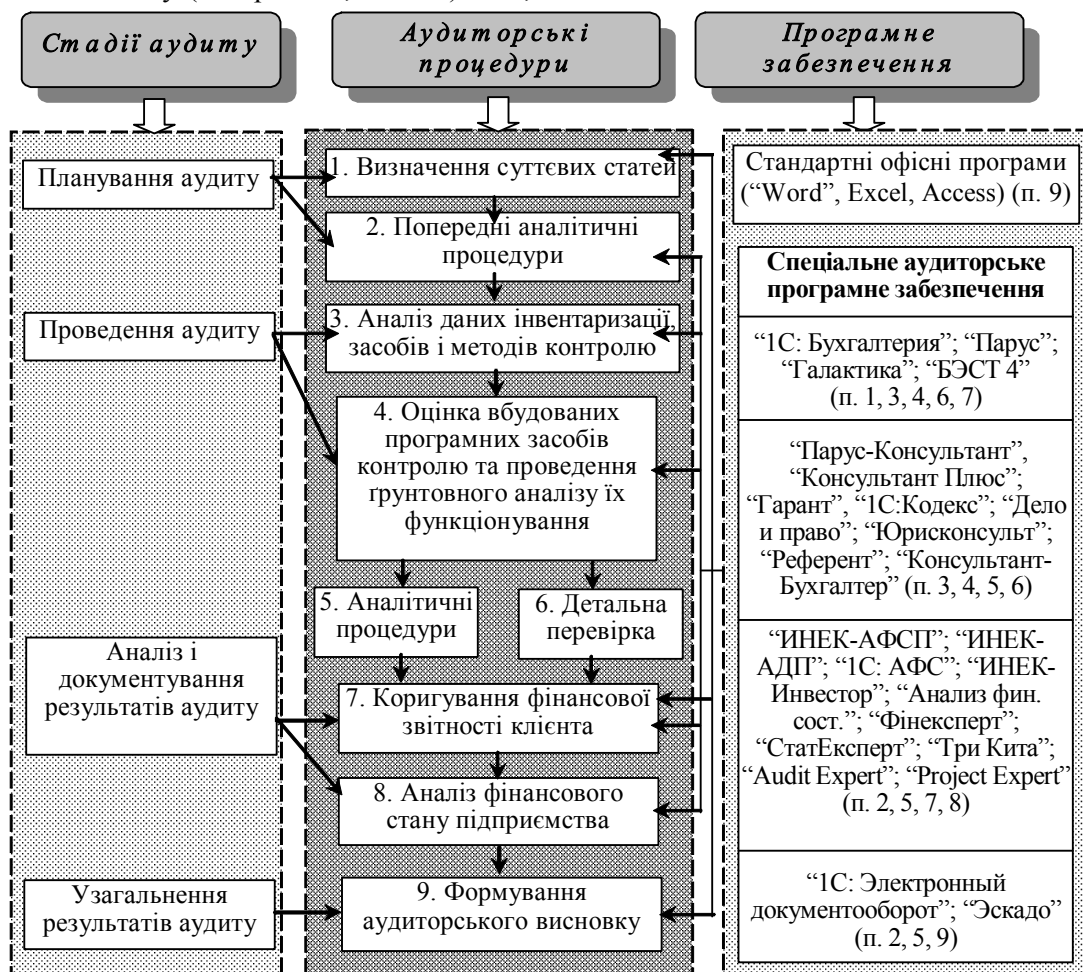 Стадії аудиту
Аудиторські
процедури
Програмне
забезпечення
Планування аудиту
Проведення аудиту
Аналіз і
документування
результатів аудиту
Узагальнення
результатів аудиту
1. Визначення суттєвих статей
2. Попередні аналітичні
процедури
3. Аналіз даних інвентаризації,
засобів і методів контролю
4. Оцінка вбудованих
програмних засобів
контролю та проведення
ґрунтовного аналізу їх
функціонування
5. Аналітичні
процедури
6. Детальна
перевірка
7. Коригування фінансової
звітності клієнта
8. Аналіз фінансового
стану підприємства
9. Формування
аудиторського висновку
Стандартні офісні програми
(“Word”, Excel, Access) (п. 9)
Спеціальне аудиторське
програмне забезпечення
“1С: Бухгалтерия”; “Парус”;
“Галактика”; “БЭСТ 4”
(п. 1, 3, 4, 6, 7)
“Парус-Консультант”,
“Консультант Плюс”;
“Гарант”, “1С:Кодекс”; “Дело
и право”; “Юрисконсульт”;
“Референт”; “Консультант-
Бухгалтер” (п. 3, 4, 5, 6)
“ИНЕК-АФСП”; “ИНЕК-
АДП”; “1С: АФС”; “ИНЕК-
Инвестор”; “Анализ фин.
сост.”; “Фінексперт”;
“СтатЕксперт”; “Три Кита”;
“Audit Expert”; “Project Expert”
(п. 2, 5, 7, 8)
“1С: Электронный
документооборот”; “Эскадо”
(п. 2, 5, 9)